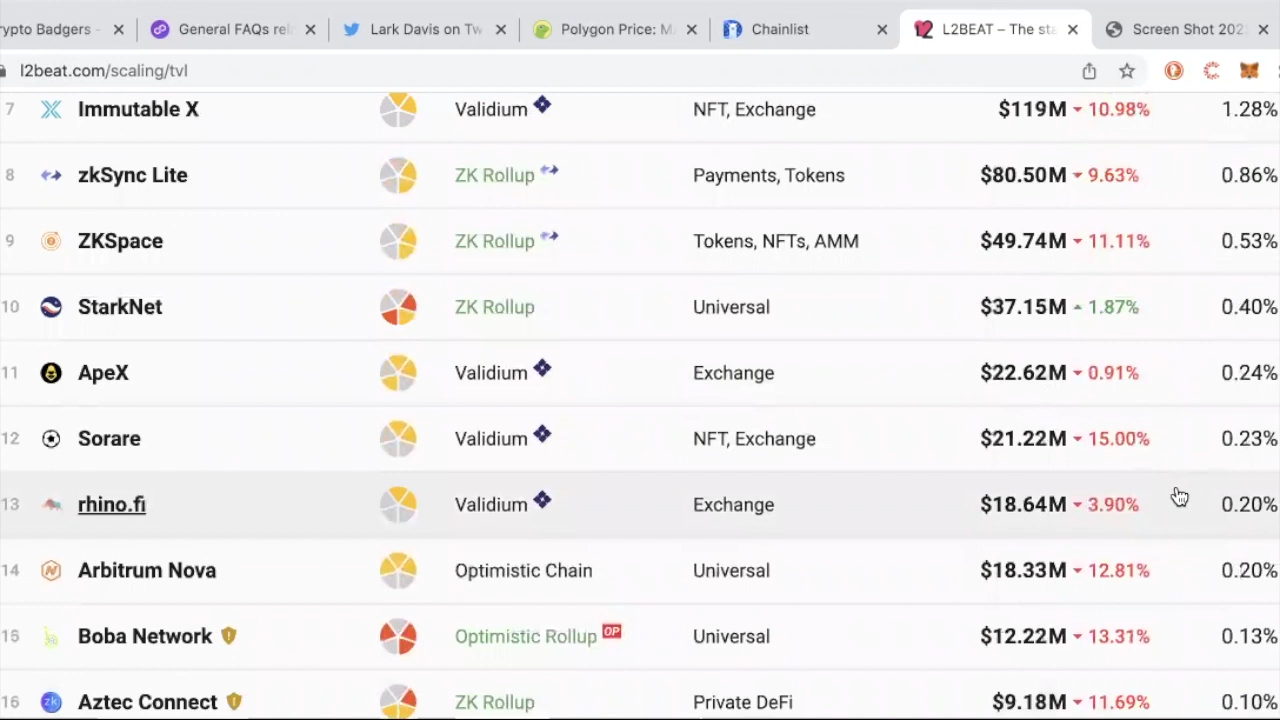 rypto Badgers - General FAQs rel Lark Davis on Tw Polygon Price: M Chainlist L2BEAT – The sta Screen Shot 202
l2beat.com/scaling/tvl
7 Immutable X Validium NFT, Exchange $119M 10.98% 1.28%
8 zkSync Lite ZK Rollup Payments, Tokens $80.50M 9.63% 0.86%
9 ZKSpace ZK Rollup Tokens, NFTs, AMM $49.74M 11.11% 0.53%
10 StarkNet ZK Rollup Universal $37.15M 1.87% 0.40%
11 ApeX Validium Exchange $22.62M 0.91% 0.24%
12 Sorare Validium NFT, Exchange $21.22M 15.00% 0.23%
13 rhino.fi Validium Exchange $18.64M 3.90% 0.20%
14 Arbitrum Nova Optimistic Chain Universal $18.33M 12.81% 0.20%
15 Boba Network Optimistic Rollup OP Universal $12.22M 13.31% 0.13%
16 zk Aztec Connect ZK Rollup Private DeFi $9.18M 11.69% 0.10%